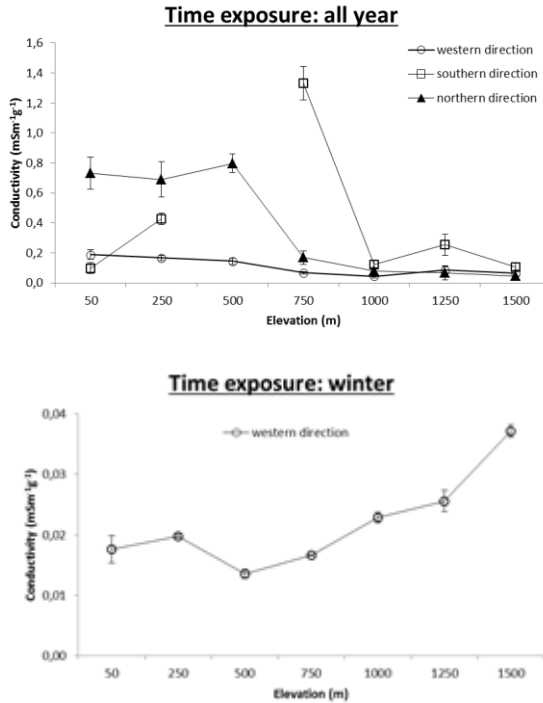 Time exposure: all year
Conductivity (mSm⁻¹g⁻¹)
1,6
1,4
1,2
1,0
0,8
0,6
0,4
0,2
0,0
western direction
southern direction
northern direction
50 250 500 750 1000 1250 1500
Elevation (m)
Time exposure: winter
Conductivity (mSm⁻¹g⁻¹)
0,04
0,03
0,02
0,01
0,00
western direction
50 250 500 750 1000 1250 1500
Elevation (m)